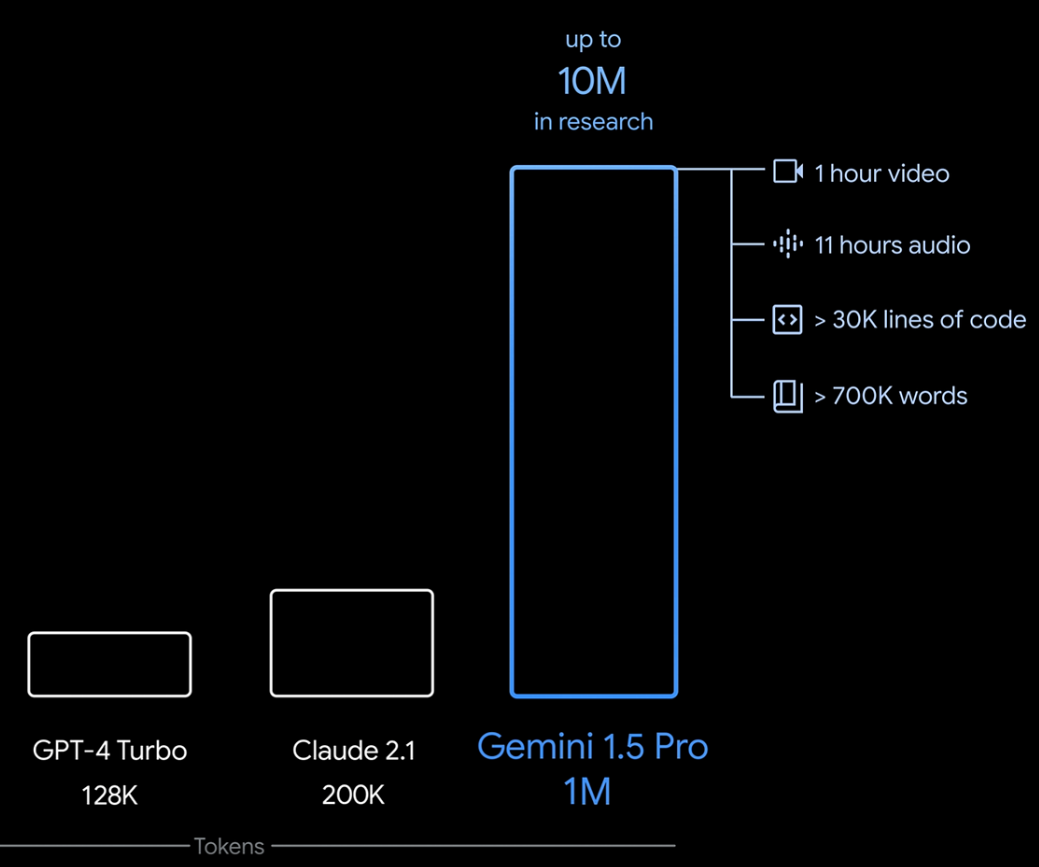 up to
10M
in research
1 hour video
11 hours audio
> 30K lines of code
> 700K words
GPT-4 Turbo
128K
Claude 2.1
200K
Gemini 1.5 Pro
1M
Tokens